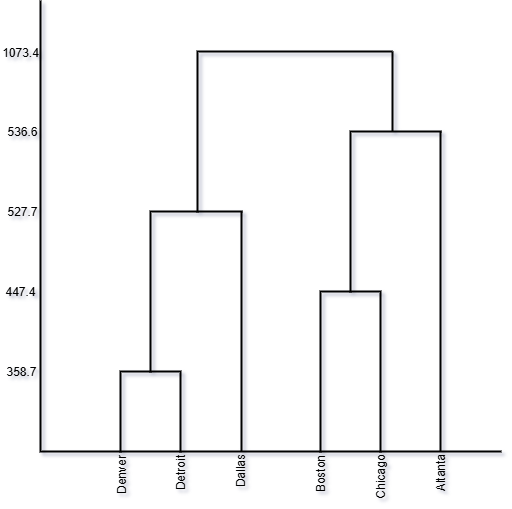 1073.4
536.6
527.7
447.4
358.7
Denver
Detroit
Dallas
Boston
Chicago
Altanta